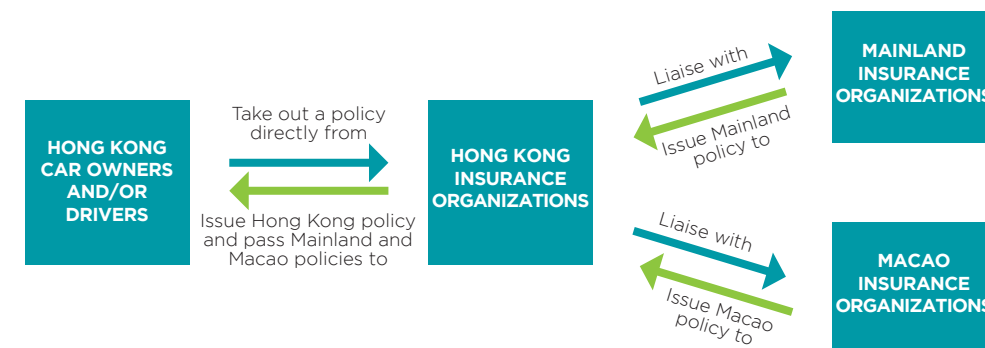 HONG KONG
CAR OWNERS
AND/OR
DRIVERS
Take out a policy
directly from
Issue Hong Kong policy
and pass Mainland and
Macao policies to
HONG KONG
INSURANCE
ORGANIZATIONS
Liaise with
Issue Mainland
policy to
MAINLAND
INSURANCE
ORGANIZATIONS
Liaise with
Issue Macao
policy to
MACAO
INSURANCE
ORGANIZATIONS